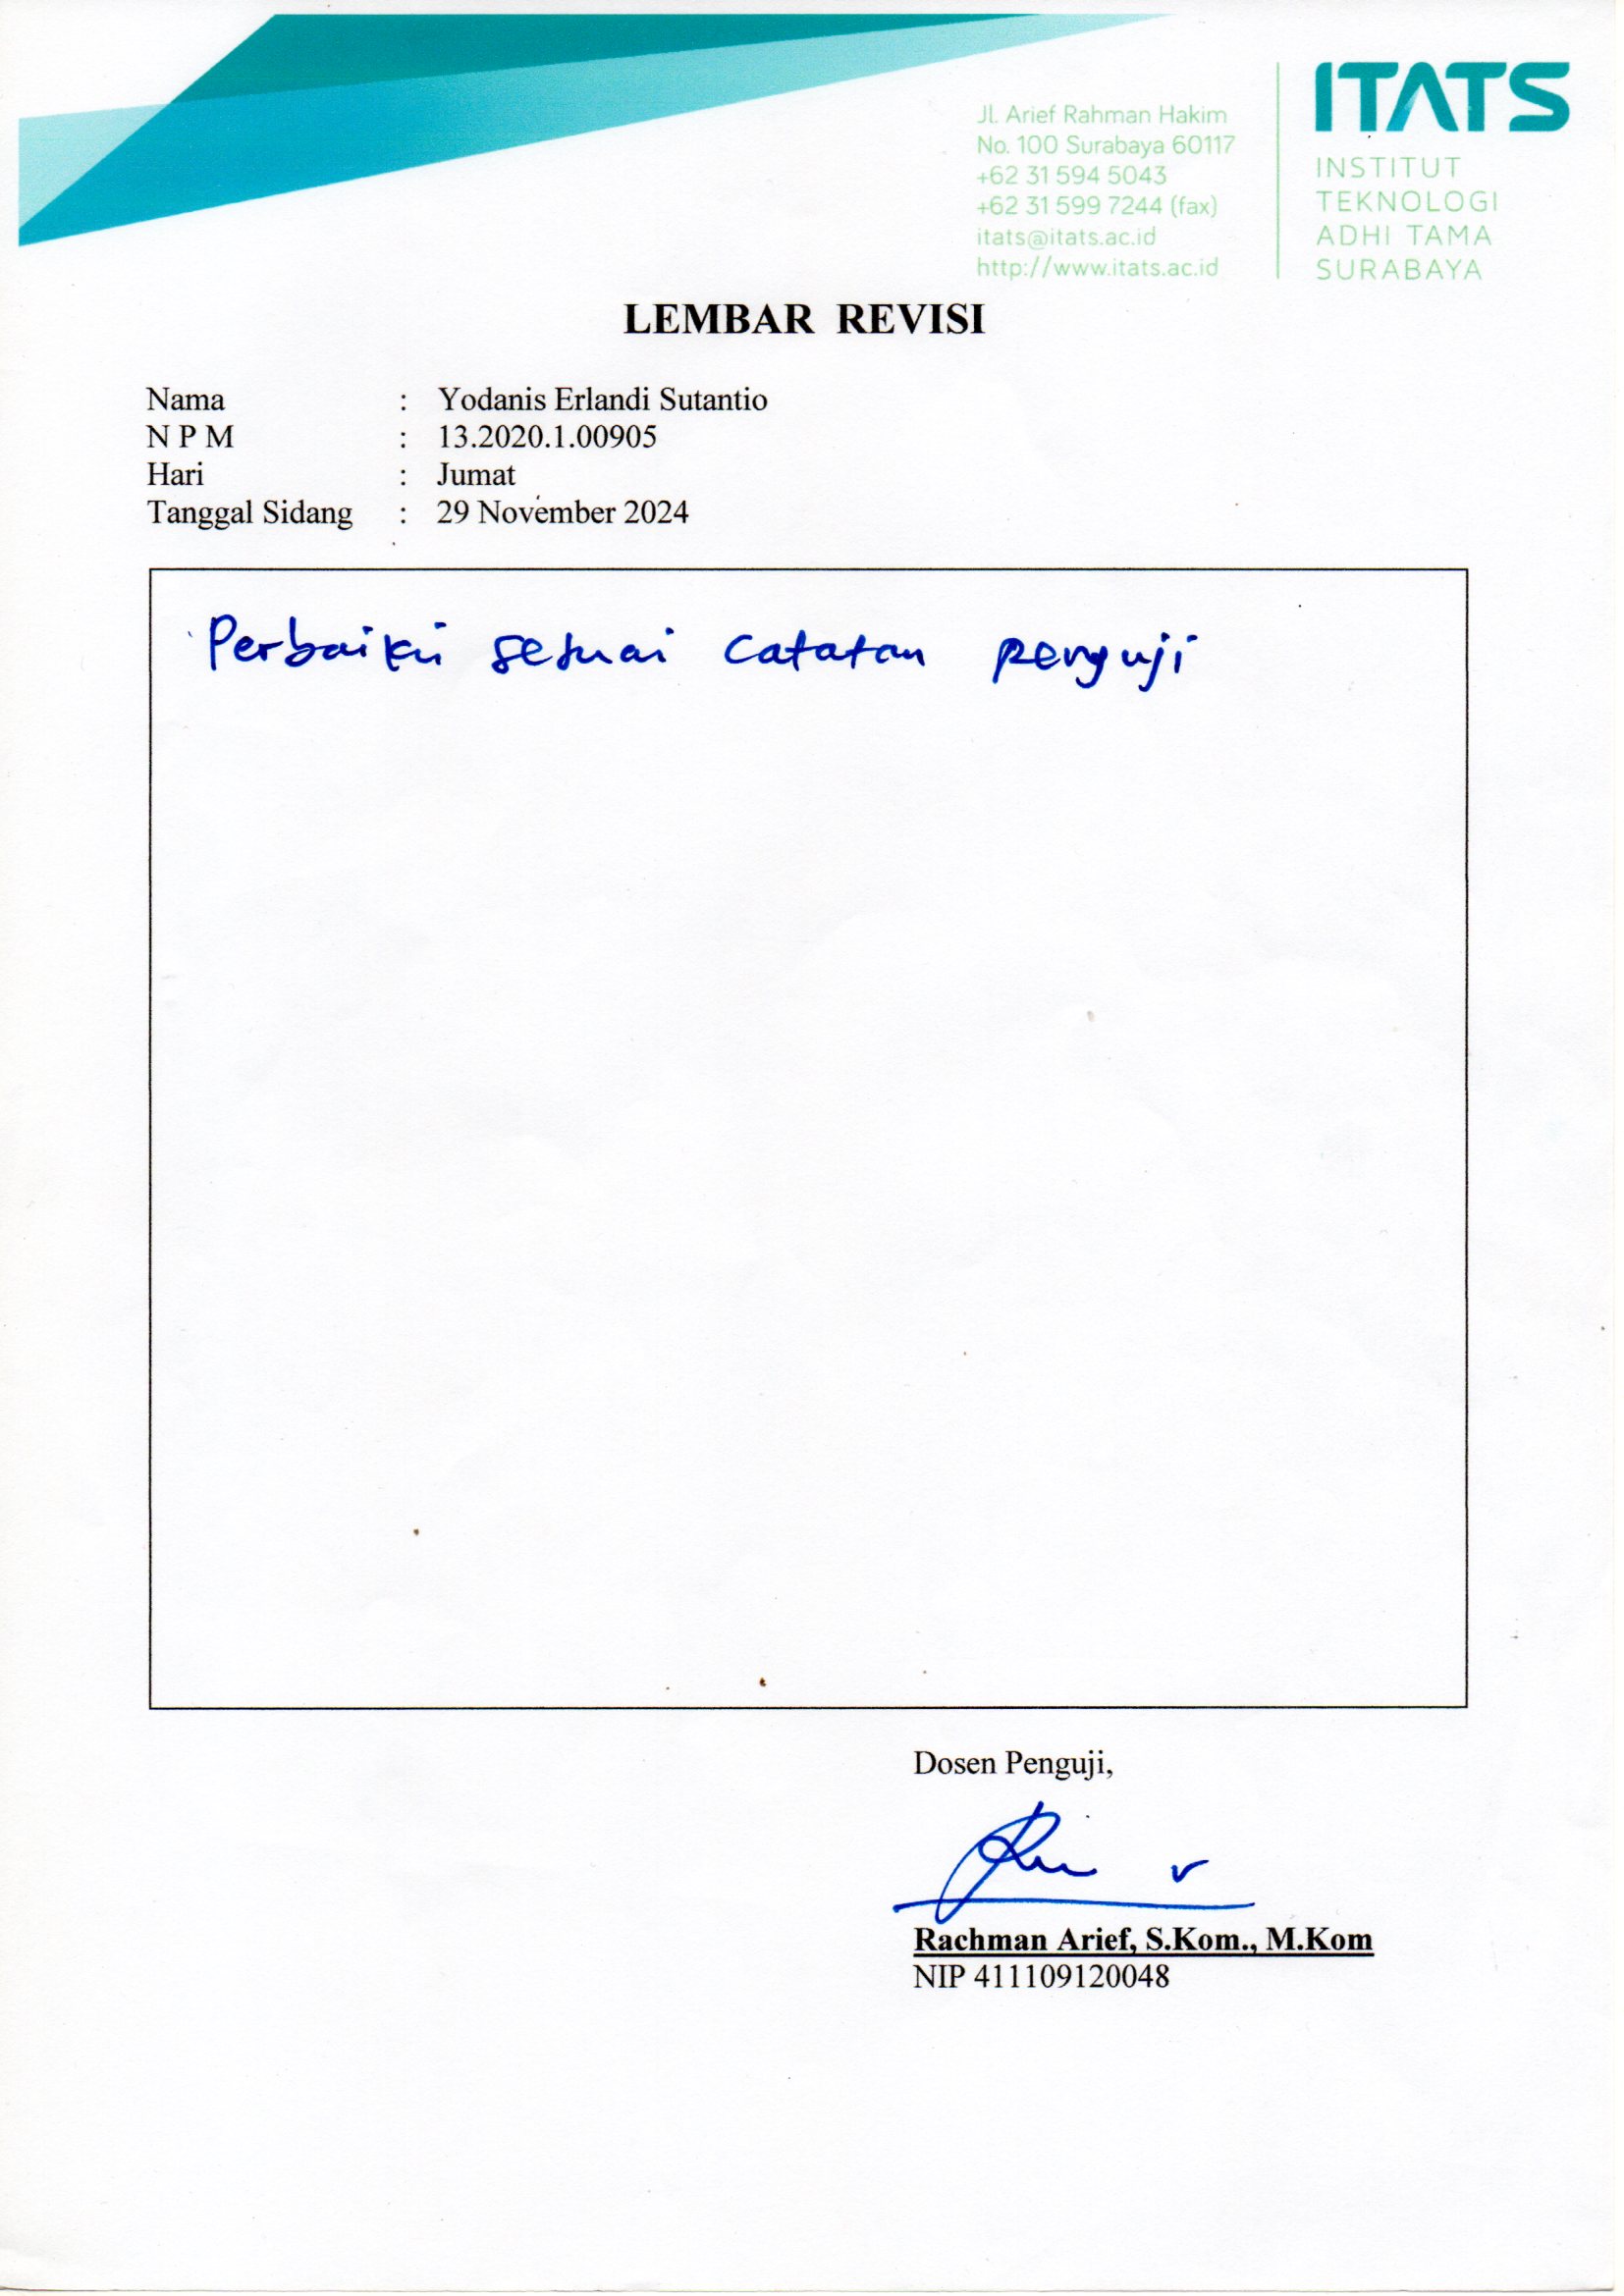 ITATS
Jl. Arief Rahman Hakim
No. 100 Surabaya 60117
+62 31 594 5043
+62 31 599 7244 (fax)
itats@itats.ac.id
http://www.itats.ac.id
INSTITUT
TEKNOLOGI
ADHI TAMA
SURABAYA
LEMBAR REVISI
Nama : Yodanis Erlandi Sutantio
N P M : 13.2020.1.00905
Hari : Jumat
Tanggal Sidang : 29 November 2024
Perbaiki sesuai catatan penguji
Dosen Penguji,
Rachman Arief, S.Kom., M.Kom
NIP 411109120048